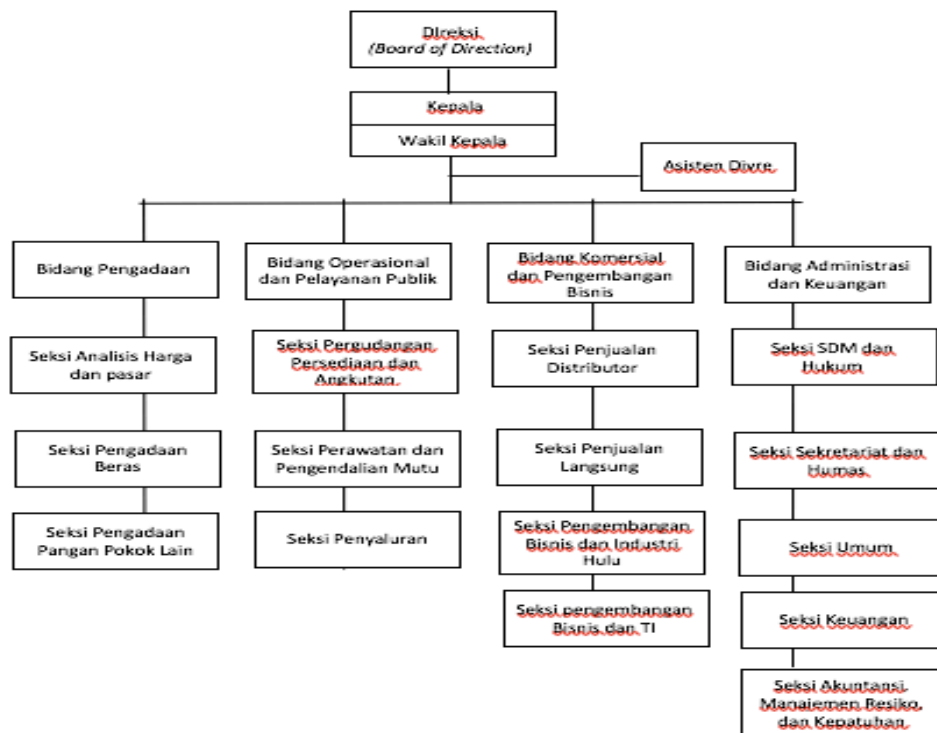 DIreksi
(Board of Direction)
Kepala
Wakil Kepala
Asisten Divre
Bidang Pengadaan
Bidang Operasional
dan Pelayanan Publik
Bidang Komersial
dan Pengembangan
Bisnis
Bidang Administrasi
dan Keuangan
Seksi Analisis Harga
dan pasar
Seksi Pergudangan
Persediaan dan
Angkutan
Seksi Penjualan
Distributor
Seksi SDM dan
Hukum
Seksi Pengadaan
Beras
Seksi Perawatan dan
Pengendalian Mutu
Seksi Penjualan
Langsung
Seksi Sekretariat dan
Humas
Seksi Pengadaan
Pangan Pokok Lain
Seksi Penyaluran
Seksi Pengembangan
Bisnis dan Industri
Hulu
Seksi Umum
Seksi pengembangan
Bisnis dan TI
Seksi Keuangan
Seksi Akuntansi
Manajemen Resiko
dan Kepatuhan